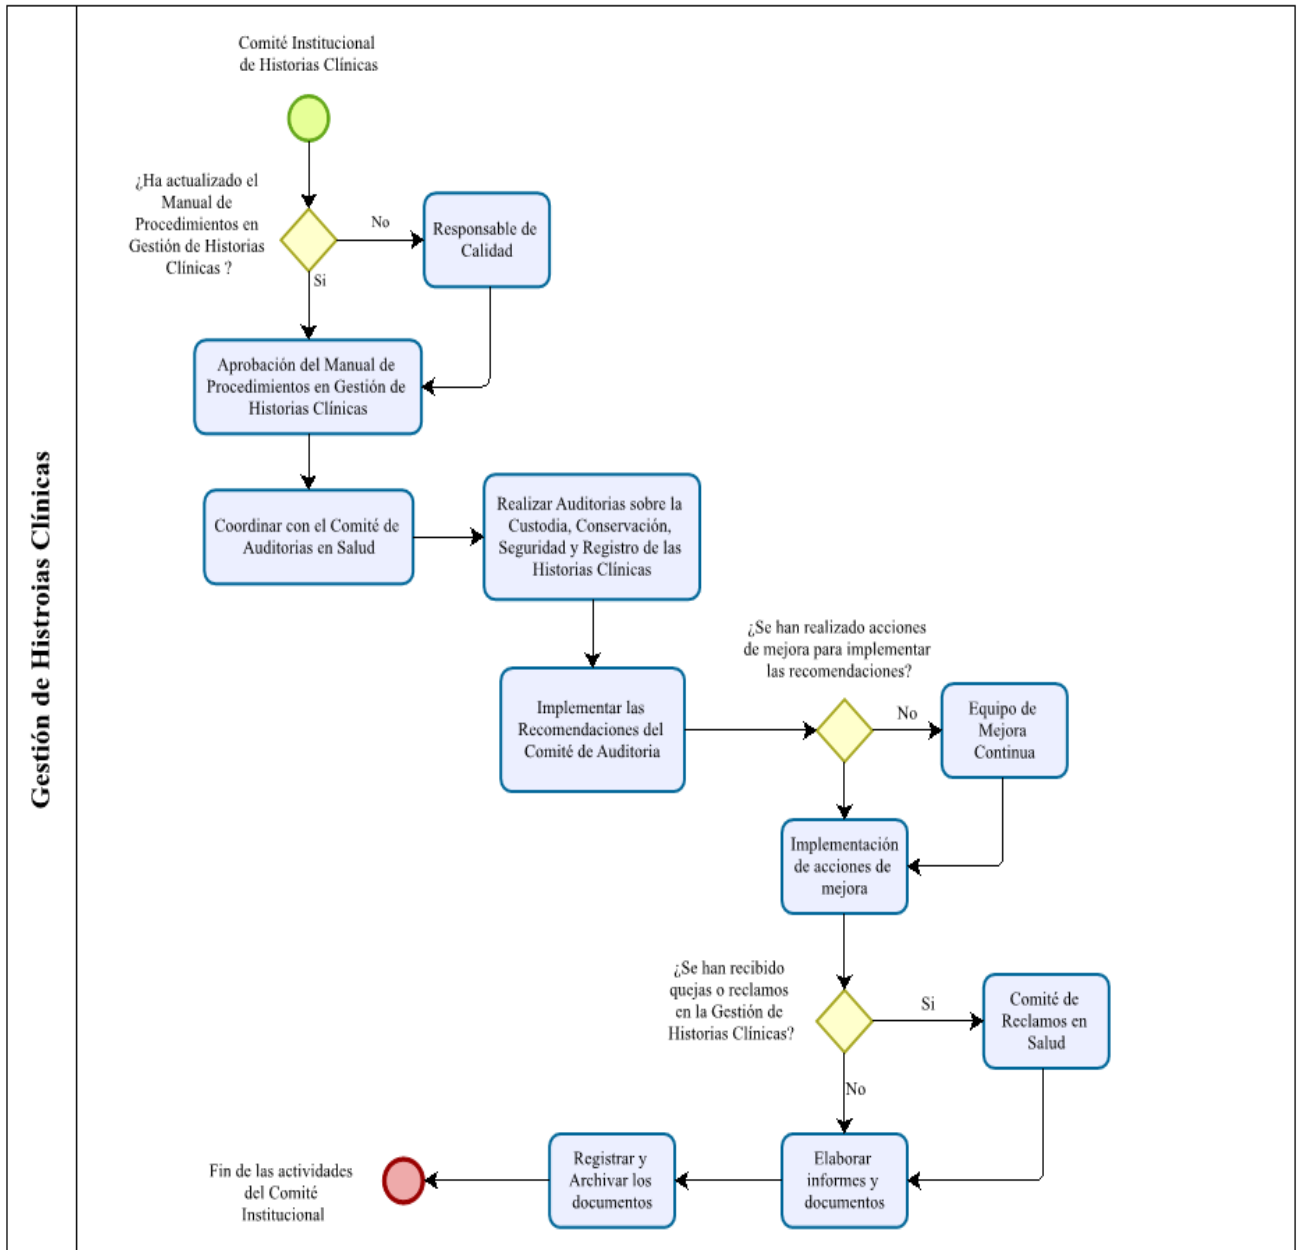 Gestión de Histroias Clínicas
Comité Institucional
de Historias Clínicas
¿Ha actualizado el
Manual de
Procedimientos en
Gestión de Historias
Clínicas ?
No
Responsable de
Calidad
Si
Aprobación del Manual de
Procedimientos en Gestión de
Historias Clínicas
Coordinar con el Comité de
Auditorias en Salud
Realizar Auditorias sobre la
Custodia, Conservación,
Seguridad y Registro de las
Historias Clínicas
Implementar las
Recomendaciones del
Comité de Auditoria
¿Se han realizado acciones
de mejora para implementar
las recomendaciones?
No
Equipo de
Mejora
Continua
Implementación
de acciones de
mejora
¿Se han recibido
quejas o reclamos
en la Gestión de
Historias Clínicas?
Si
Comité de
Reclamos en
Salud
No
Elaborar
informes y
documentos
Registrar y
Archivar los
documentos
Fin de las actividades
del Comité
Institucional